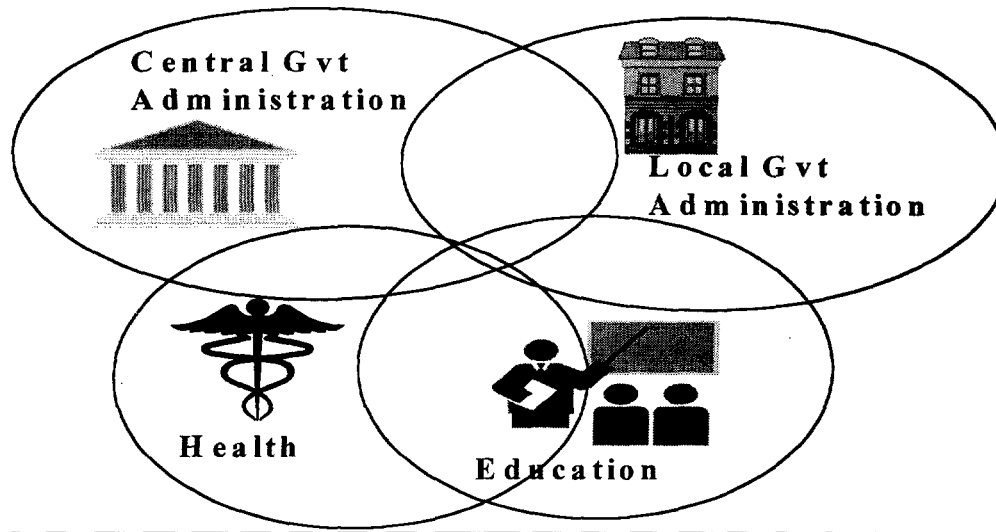 Central Gvt
Administration
Local Gvt
Administration
Health
Education